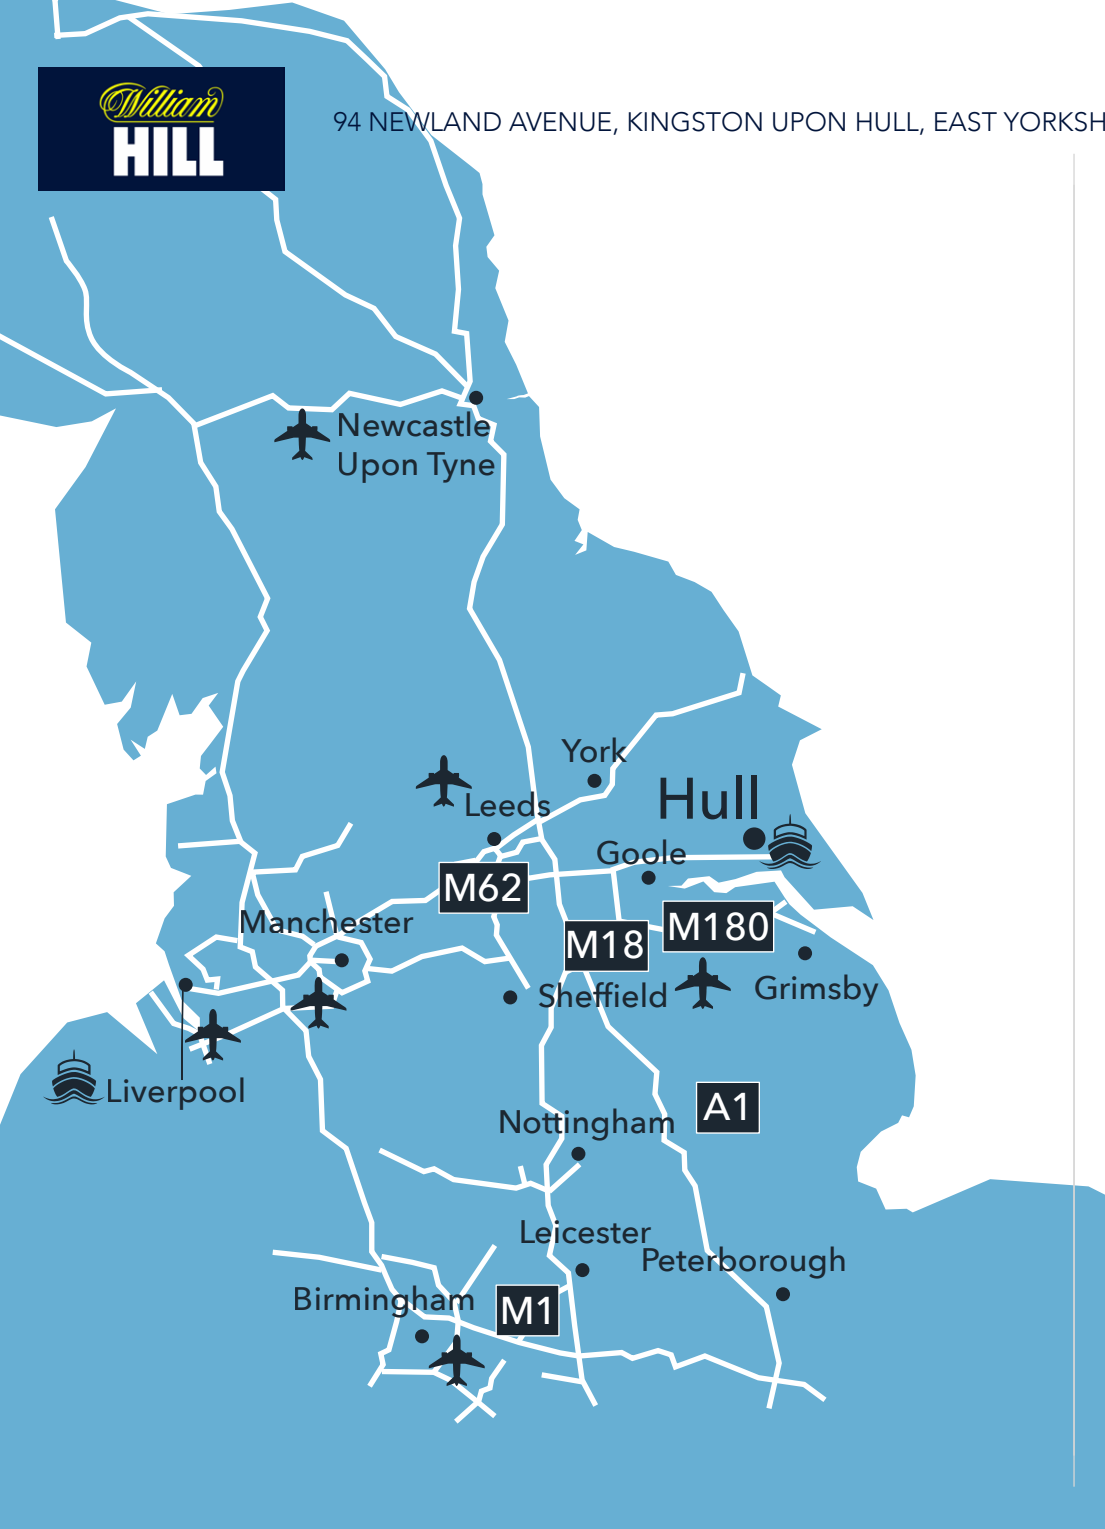 William
HILL
94 NEWLAND AVENUE, KINGSTON UPON HULL, EAST YORKSH
Newcastle
Upon Tyne
York
Hull
Leeds
Goole
M62
Manchester
M180
M18
Sheffield
Grimsby
Liverpool
A1
Nottingham
Leicester
Peterborough
Birmingham
M1